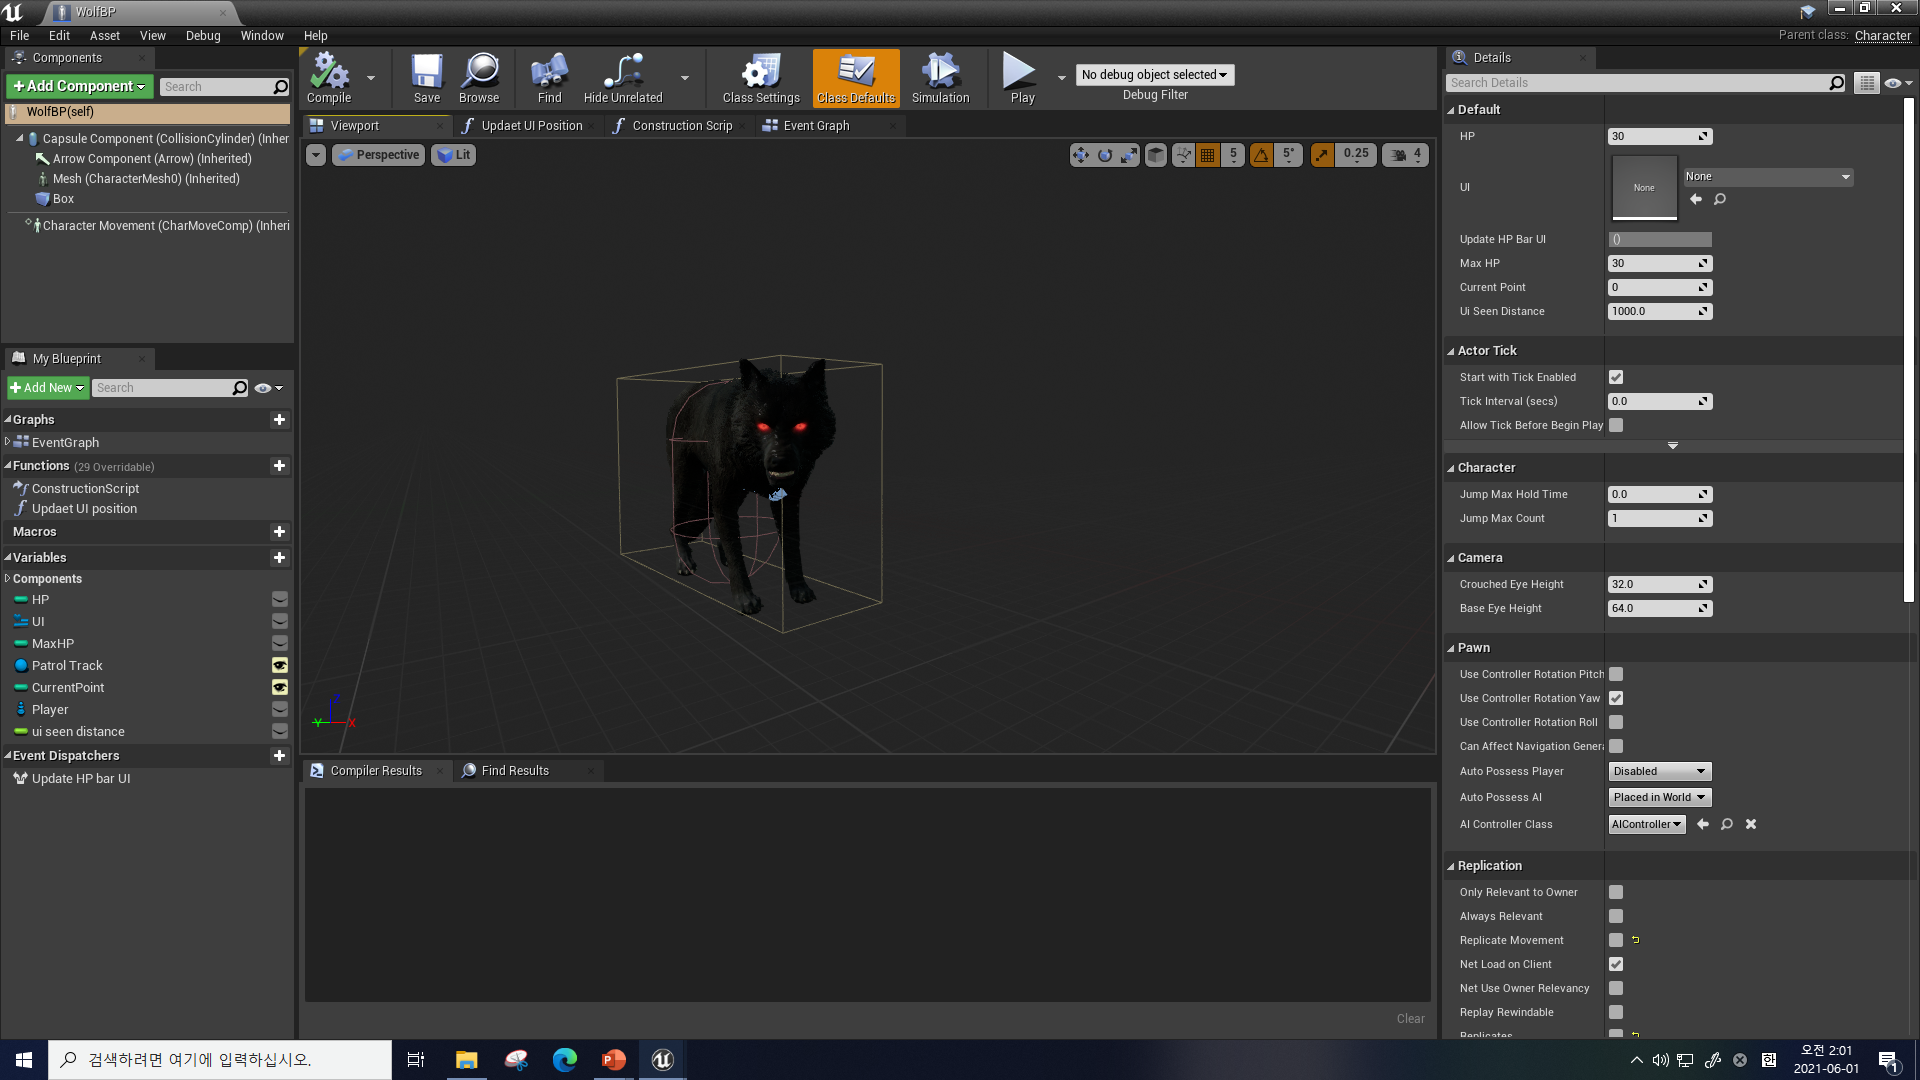 WolfBP
File Edit Asset View Debug Window Help
Parent class: Character
Components
Add Component
Search
WolfBP(self)
Capsule Component (CollisionCylinder) (Inher
Arrow Component (Arrow) (Inherited)
Mesh (CharacterMesh0) (Inherited)
Box
Character Movement (CharMoveComp) (Inheri
My Blueprint
Add New
Search
Graphs
EventGraph
Functions (29 Overridable)
ConstructionScript
Updaet UI position
Macros
Variables
Components
HP
UI
MaxHP
Patrol Track
CurrentPoint
Player
ui seen distance
Event Dispatchers
Update HP bar UI
Compile
Save
Browse
Find
Hide Unrelated
Class Settings
Class Defaults
Simulation
Play
No debug object selected
Debug Filter
Viewport
Updaet UI Position
Construction Scrip
Event Graph
Perspective
Lit
5
5°
0.25
4
Z
Y
X
Compiler Results
Find Results
Clear
Details
Search Details
Default
HP 30
UI None None
Update HP Bar UI ()
Max HP 30
Current Point 0
Ui Seen Distance 1000.0
Actor Tick
Start with Tick Enabled
Tick Interval (secs) 0.0
Allow Tick Before Begin Play
Character
Jump Max Hold Time 0.0
Jump Max Count 1
Camera
Crouched Eye Height 32.0
Base Eye Height 64.0
Pawn
Use Controller Rotation Pitch
Use Controller Rotation Yaw
Use Controller Rotation Roll
Can Affect Navigation Genera
Auto Possess Player Disabled
Auto Possess AI Placed in World
AI Controller Class AIController
Replication
Only Relevant to Owner
Always Relevant
Replicate Movement
Net Load on Client
Net Use Owner Relevancy
Replay Rewindable
Replicates
검색하려면 여기에 입력하십시오.
한
오전 2:01
2021-06-01
1